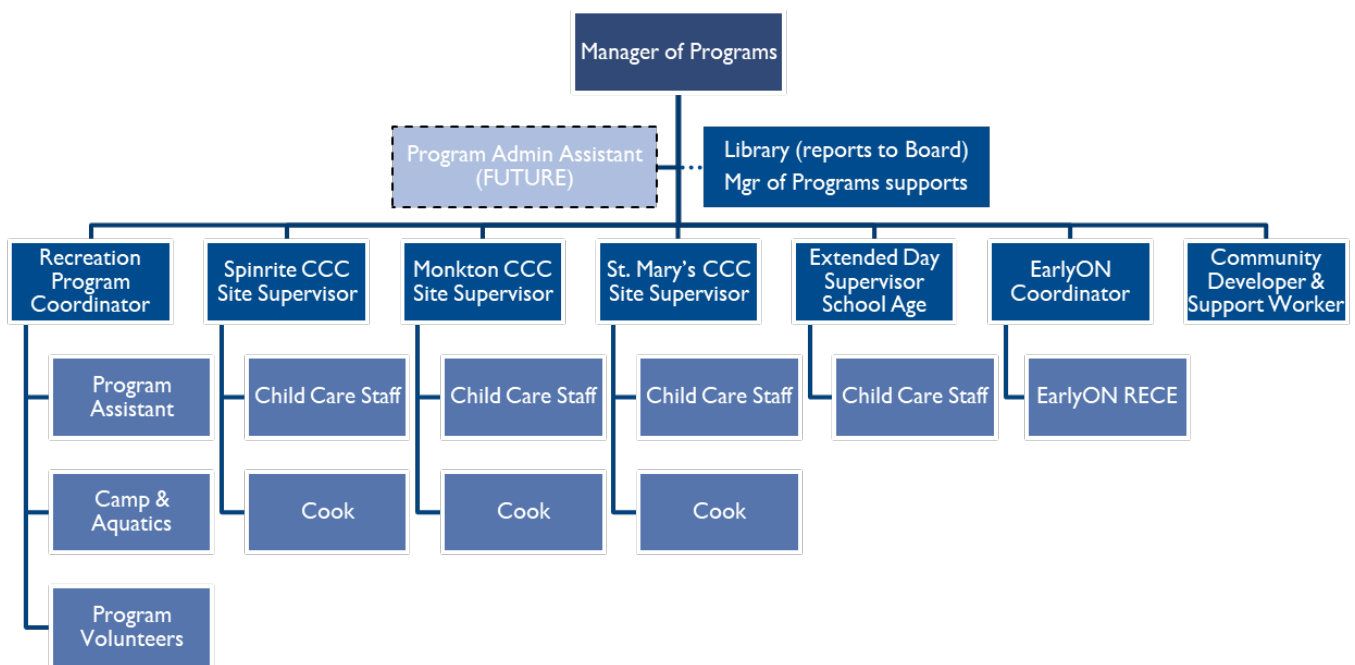 Manager of Programs
Program Admin Assistant
(FUTURE)
Library (reports to Board)
Mgr of Programs supports
Recreation
Program
Coordinator
Spinrite CCC
Site Supervisor
Monkton CCC
Site Supervisor
St. Mary's CCC
Site Supervisor
Extended Day
Supervisor
School Age
EarlyON
Coordinator
Community
Developer &
Support Worker
Program
Assistant
Child Care Staff
Child Care Staff
Child Care Staff
Child Care Staff
EarlyON RECE
Camp &
Aquatics
Cook
Cook
Cook
Program
Volunteers